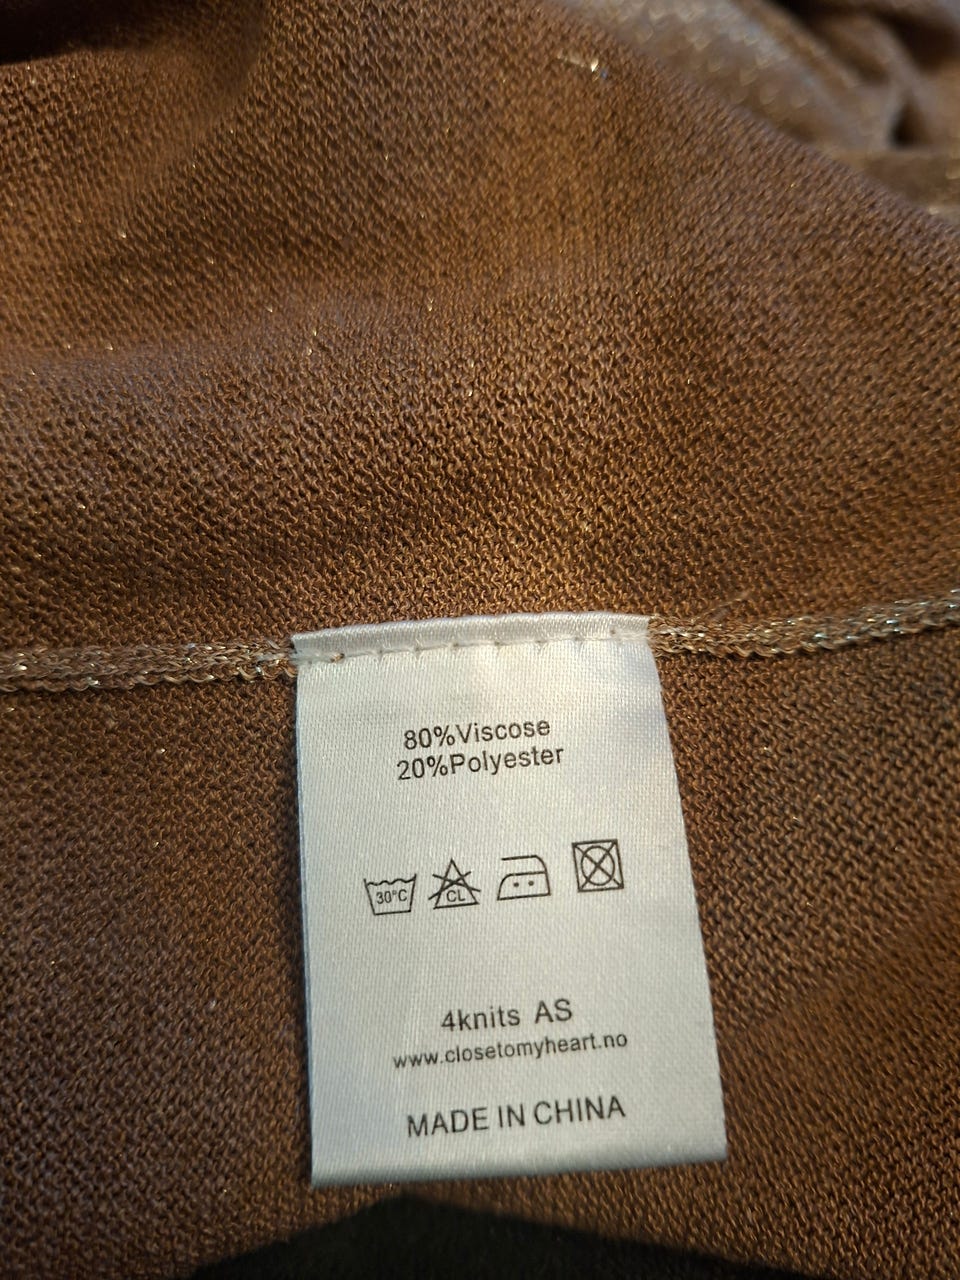 80%Viscose
20%Polyester
30°C CL
4knits AS
www.closetomyheart.no
MADE IN CHINA